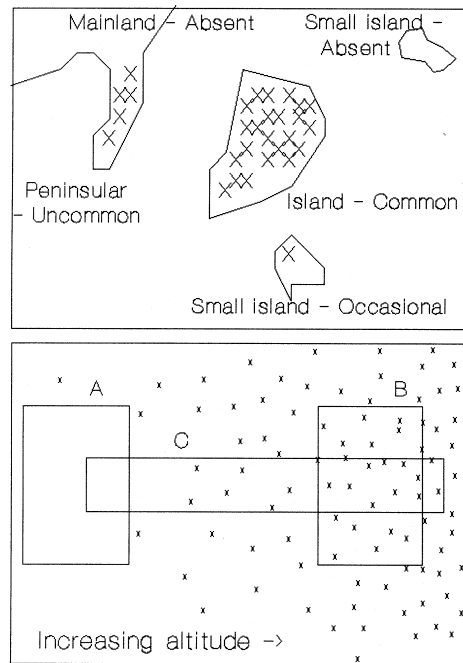 Mainland - Absent
Small island -
Absent
Peninsular
- Uncommon
Island - Common
Small island - Occasional
A
B
C
Increasing altitude ->